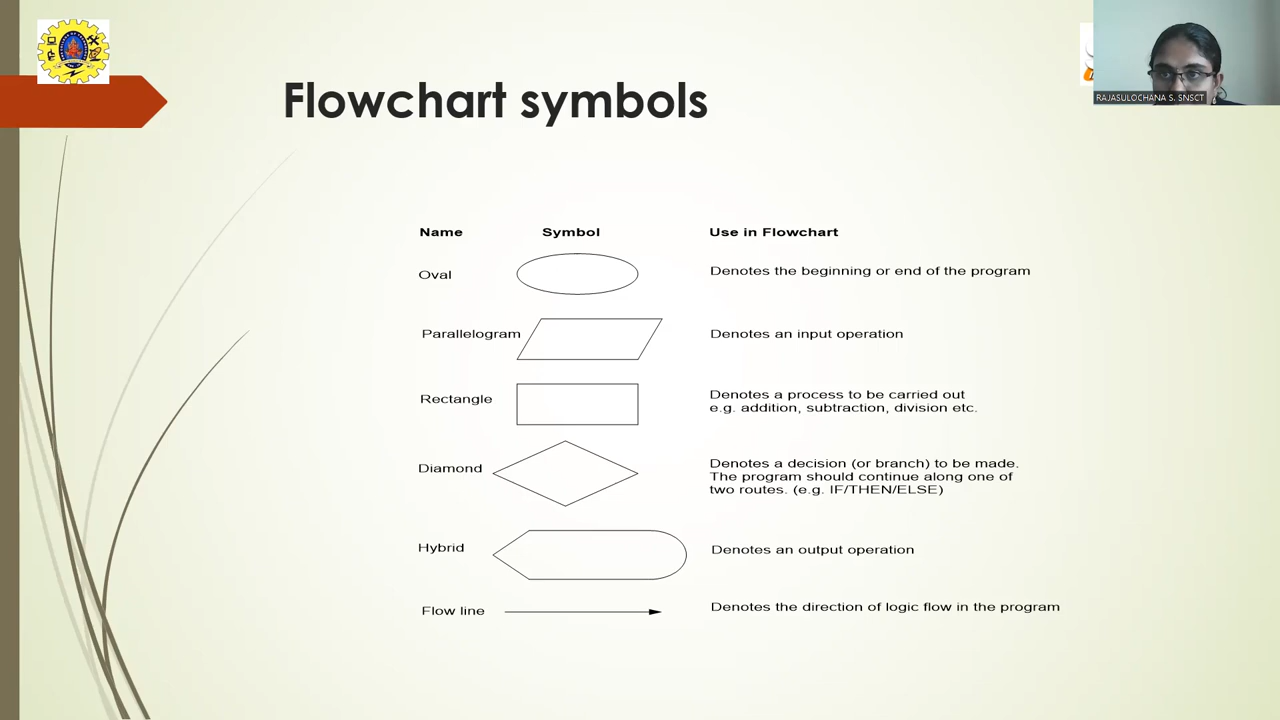 Flowchart symbols
RAJASULOCHANA S. SNSCT
Name Symbol Use in Flowchart
Oval Denotes the beginning or end of the program
Parallelogram Denotes an input operation
Rectangle Denotes a process to be carried out
e.g. addition, subtraction, division etc.
Diamond Denotes a decision (or branch) to be made.
The program should continue along one of
two routes. (e.g. IF/THEN/ELSE)
Hybrid Denotes an output operation
Flow line Denotes the direction of logic flow in the program